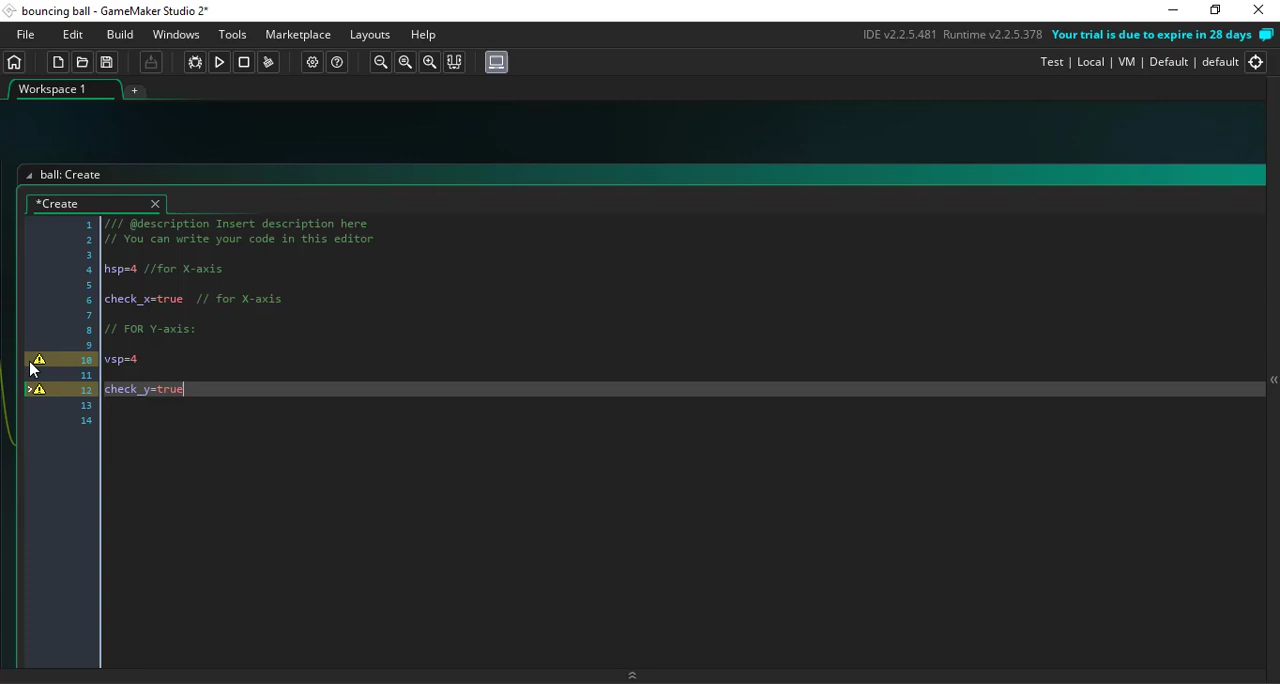 bouncing ball - GameMaker Studio 2*
File Edit Build Windows Tools Marketplace Layouts Help
IDE v2.2.5.481 Runtime v2.2.5.378 Your trial is due to expire in 28 days
Test | Local | VM | Default | default
Workspace 1 +
ball: Create
*Create
1 /// @description Insert description here
2 // You can write your code in this editor
3
4 hsp=4 //for X-axis
5
6 check_x=true // for X-axis
7
8 // FOR Y-axis:
9
10 vsp=4
11
12 check_y=true
13
14